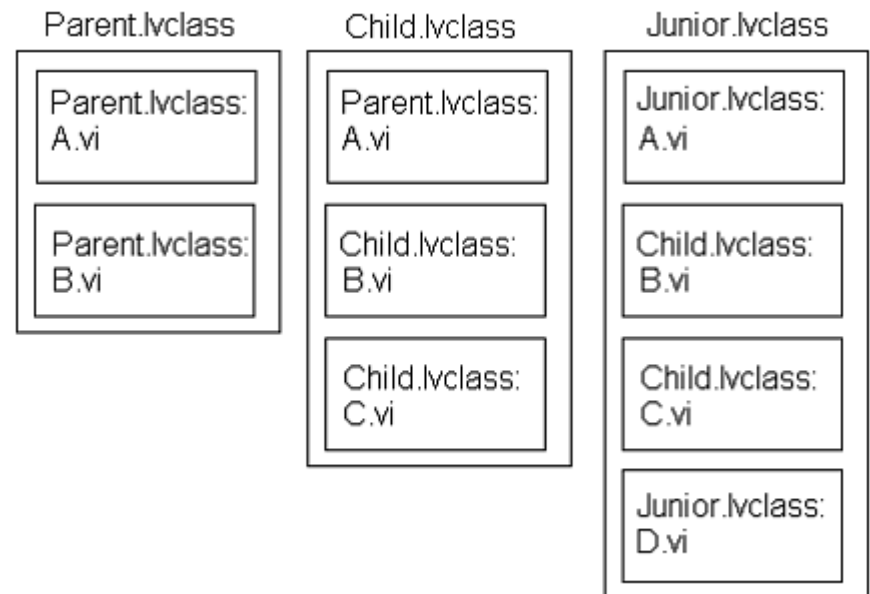 Parent.lvclass
Parent.lvclass:
A.vi
Parent.lvclass:
B.vi
Child.lvclass
Parent.lvclass:
A.vi
Child.lvclass:
B.vi
Child.lvclass:
C.vi
Junior.lvclass
Junior.lvclass:
A.vi
Child.lvclass:
B.vi
Child.lvclass:
C.vi
Junior.lvclass:
D.vi